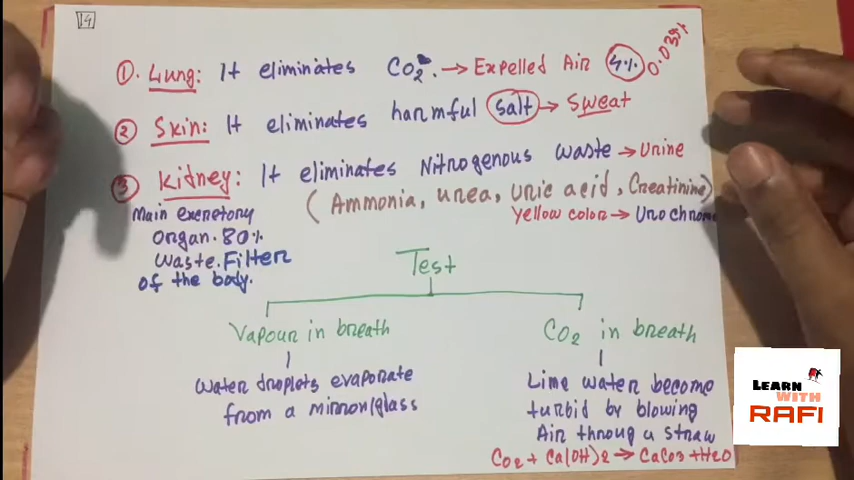 14
① Lung: It eliminates CO2. → Expelled Air 4%
0.03%
② Skin: It eliminates harmful salt → Sweat
③ Kitney: It eliminates Nitrogenous waste → Urine
(Ammonia, urea, Uric acid, Creatinine)
Yellow color → Urochrome
Main excretory
Organ. 80%
waste. Filter
of the body.
Test
Vapour in breath
Water droplets evaporate
from a mirror/glass
CO2 in breath
Lime water become
turbid by blowing
Air throug a straw
CO2 + Ca(OH)2 → CaCO3 + H2O
LEARN
WITH
RAFI